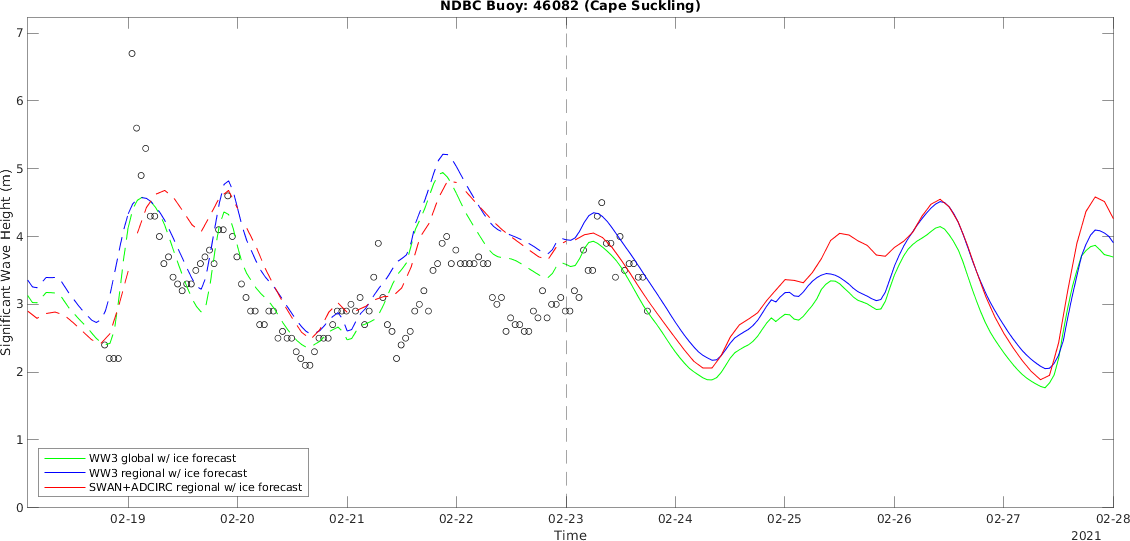 NDBC Buoy: 46082 (Cape Suckling)
Significant Wave Height (m)
7
6
5
4
3
2
1
0
WW3 global w/ ice forecast
WW3 regional w/ ice forecast
SWAN+ADCIRC regional w/ ice forecast
02-19 02-20 02-21 02-22 02-23 02-24 02-25 02-26 02-27 02-28
Time
2021